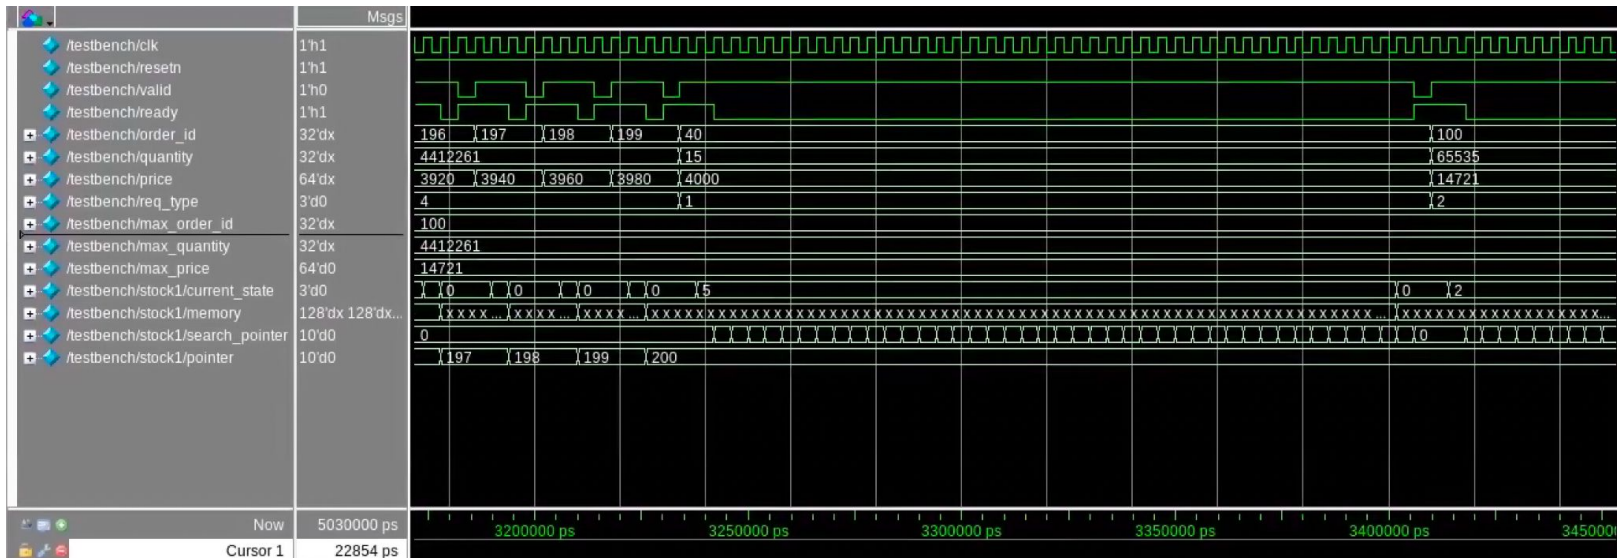 Msgs
/testbench/clk 1'h1
/testbench/resetn 1'h1
/testbench/valid 1'h0
/testbench/ready 1'h1
/testbench/order_id 32'dx 196 197 198 199 40 100
/testbench/quantity 32'dx 4412261 15 65535
/testbench/price 64'dx 3920 3940 3960 3980 4000 14721
/testbench/req_type 3'd0 4 1 2
/testbench/max_order_id 32'dx 100
/testbench/max_quantity 32'dx 4412261
/testbench/max_price 64'd0 14721
/testbench/stock1/current_state 3'd0 0 0 0 0 5 0 2
/testbench/stock1/memory 128'dx 128'dx... x x x x ... x x x x ... x x x x ...
/testbench/stock1/search_pointer 10'd0 0 0
/testbench/stock1/pointer 10'd0 197 198 199 200
Now 5030000 ps 3200000 ps 3250000 ps 3300000 ps 3350000 ps 3400000 ps
Cursor 1 22854 ps